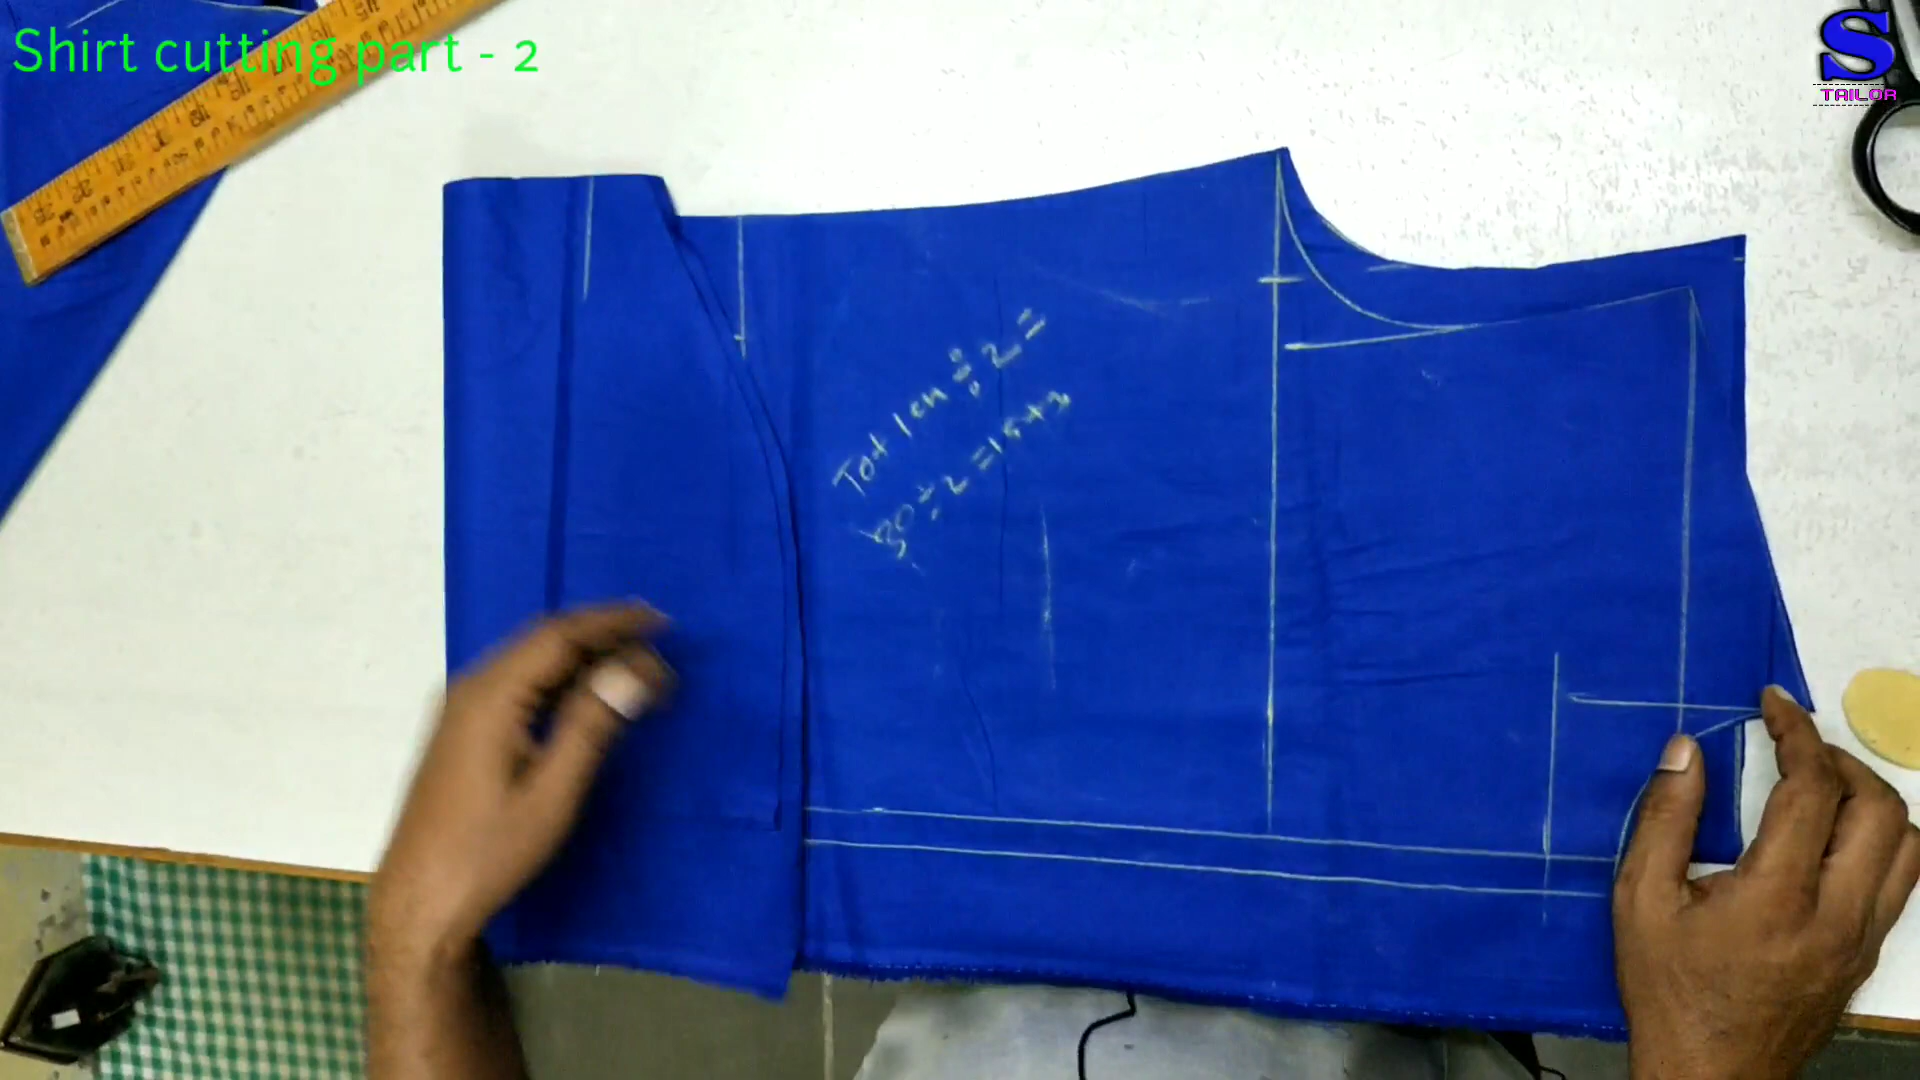 Shirt cutting part - 2
S
TAILOR
Tot len ÷ 2 =
30 ÷ 2 = 15+3